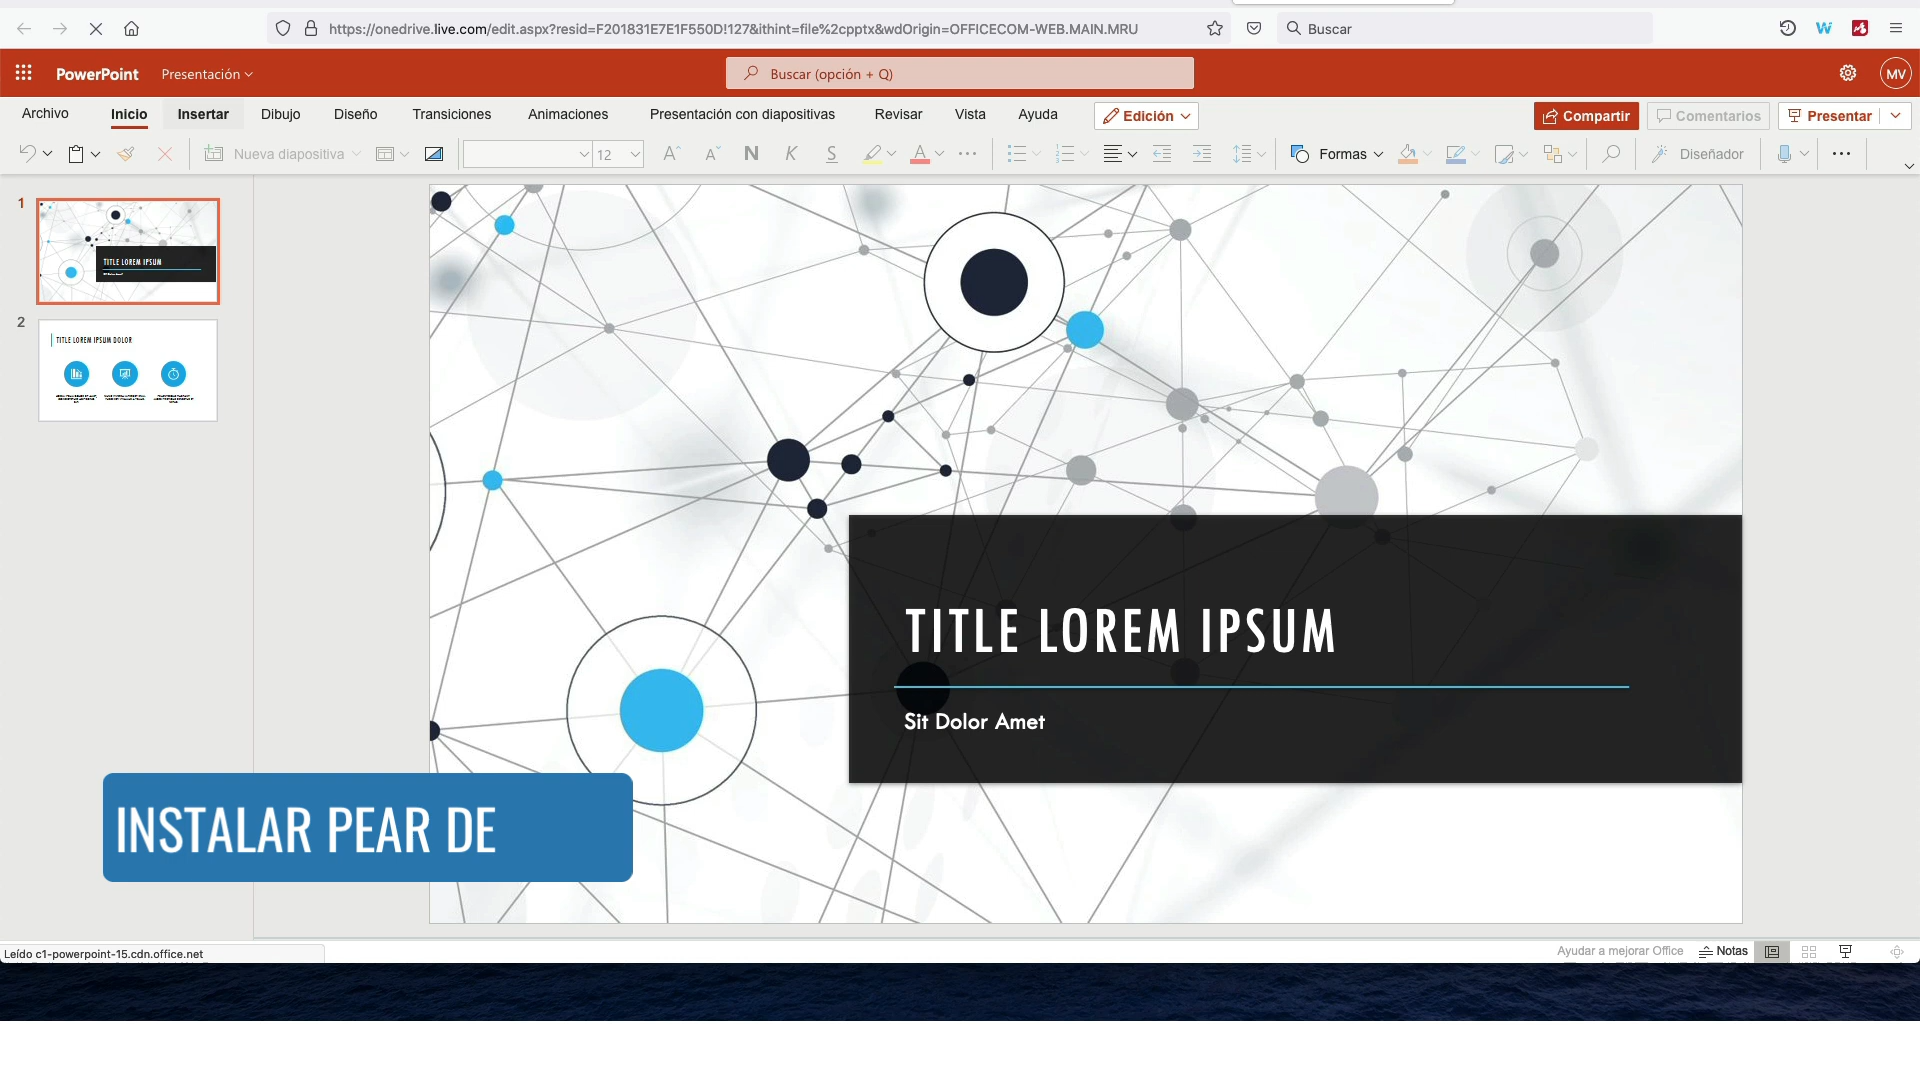 https://onedrive.live.com/edit.aspx?resid=F201831E7E1F550D!127&ithint=file%2cpptx&wdOrigin=OFFICECOM-WEB.MAIN.MRU
Buscar
PowerPoint
Presentación
Buscar (opción + Q)
MV
Archivo
Inicio
Insertar
Dibujo
Diseño
Transiciones
Animaciones
Presentación con diapositivas
Revisar
Vista
Ayuda
Edición
Compartir
Comentarios
Presentar
Nueva diapositiva
12
N
K
S
Formas
Diseñador
1
TITLE LOREM IPSUM
2
TITLE LOREM IPSUM DOLOR
TITLE LOREM IPSUM
Sit Dolor Amet
INSTALAR PEAR DE
Leído c1-powerpoint-15.cdn.office.net
Ayudar a mejorar Office
Notas